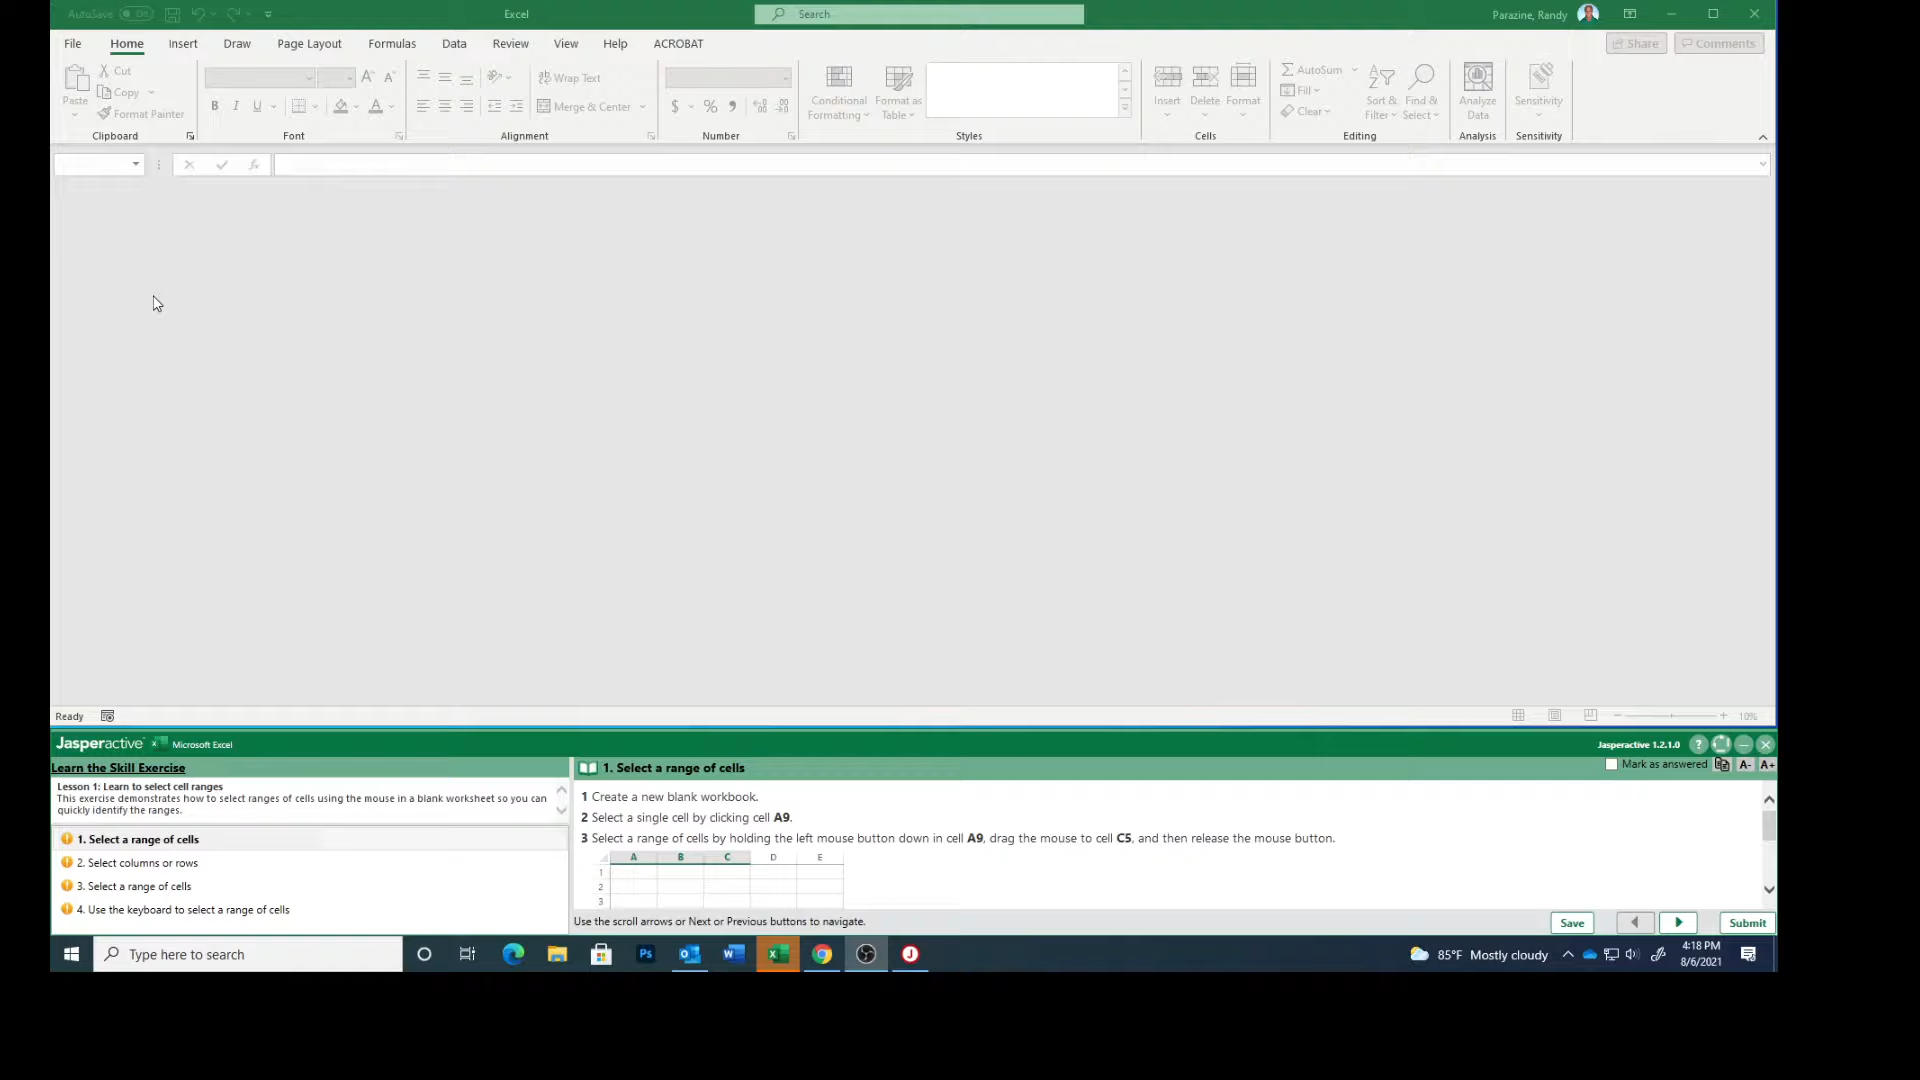 AutoSave On Excel Search Parazine, Randy
File Home Insert Draw Page Layout Formulas Data Review View Help ACROBAT Share Comments
Paste Cut Copy Format Painter
B I U A A A
Wrap Text Merge & Center
$ % 9
Conditional Formatting Format as Table
Insert Delete Format
AutoSum Fill Clear
Sort & Filter Find & Select
Analyze Data Sensitivity
Clipboard Font Alignment Number Styles Cells Editing Analysis Sensitivity
fx
Ready 10%
Jasperactive Microsoft Excel Jasperactive 1.2.1.0 ?
Learn the Skill Exercise
Lesson 1: Learn to select cell ranges
This exercise demonstrates how to select ranges of cells using the mouse in a blank worksheet so you can
quickly identify the ranges.
1. Select a range of cells
2. Select columns or rows
3. Select a range of cells
4. Use the keyboard to select a range of cells
1. Select a range of cells Mark as answered A- A+
1 Create a new blank workbook.
2 Select a single cell by clicking cell A9.
3 Select a range of cells by holding the left mouse button down in cell A9, drag the mouse to cell C5, and then release the mouse button.
A B C D E
1
2
3
Use the scroll arrows or Next or Previous buttons to navigate. Save Submit
Type here to search Ps 85°F Mostly cloudy 4:18 PM
8/6/2021